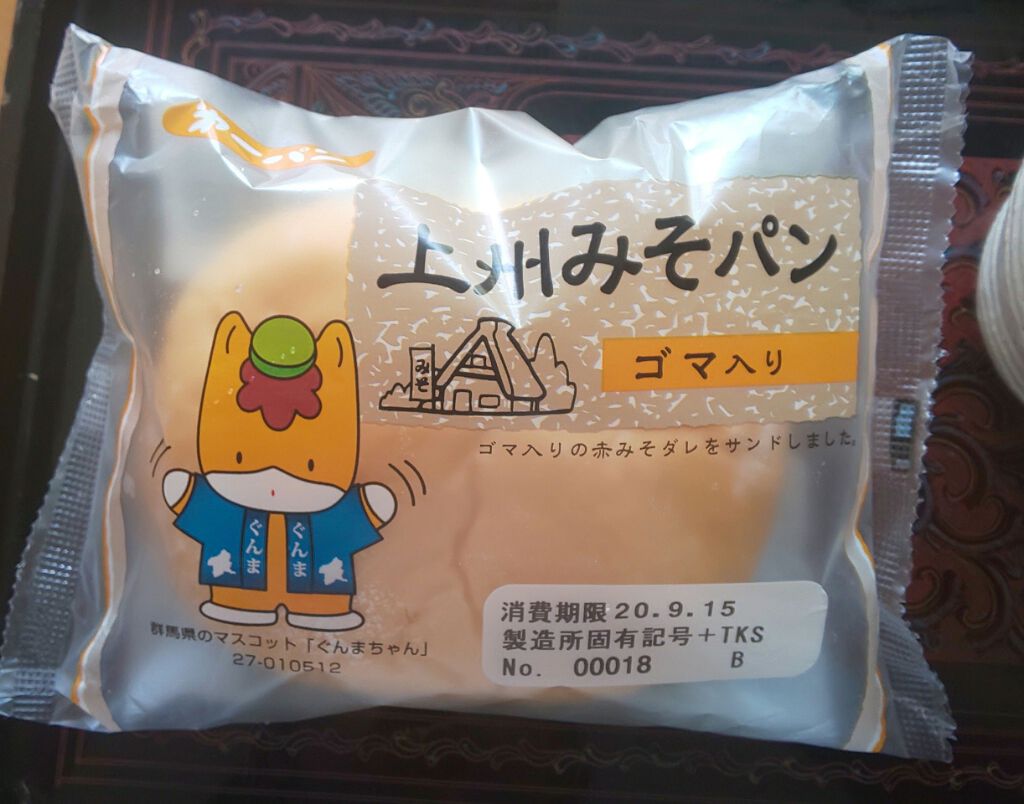 上州みそパン
みそ
ゴマ入り
ゴマ入りの赤みそダレをサンドしました。
ぐんま
ぐんま
群馬県のマスコット「ぐんまちゃん」
27-010512
消費期限 20.9.15
製造所固有記号+TKS
No. 00018 B